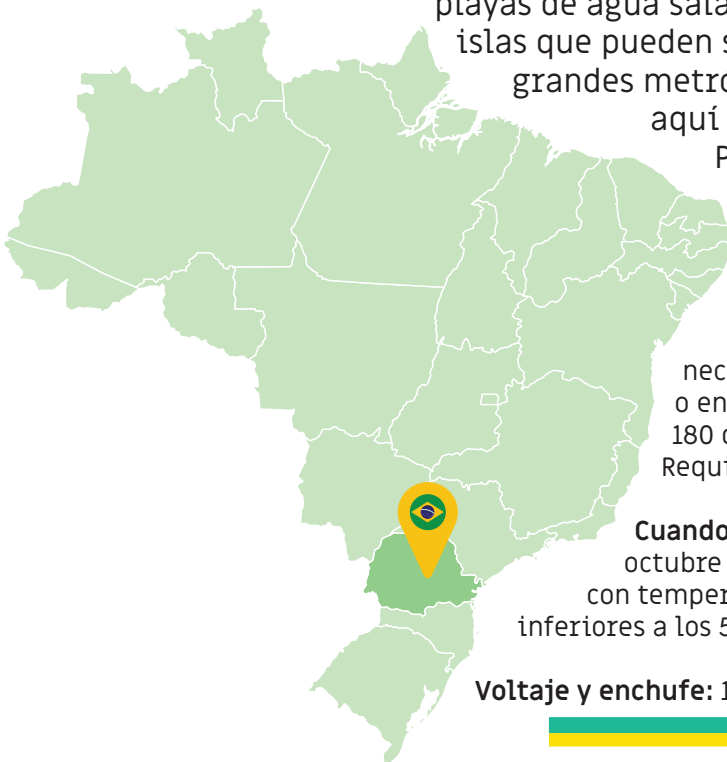 playas de agua sala
islas que pueden s
grandes metro
aquí
P
nec
o en
180
Requi
Cuando
octubre
con temper
inferiores a los 5
Voltaje y enchufe: 1